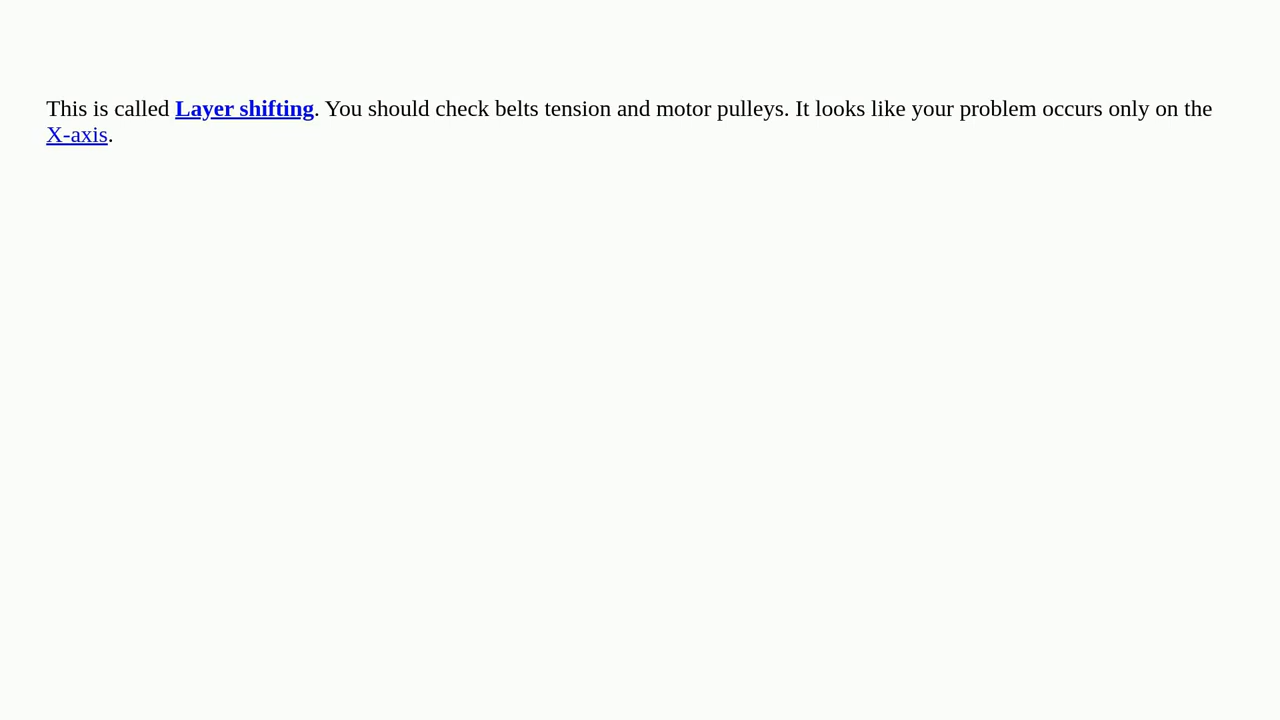 This is called Layer shifting. You should check belts tension and motor pulleys. It looks like your problem occurs only on the
X-axis.